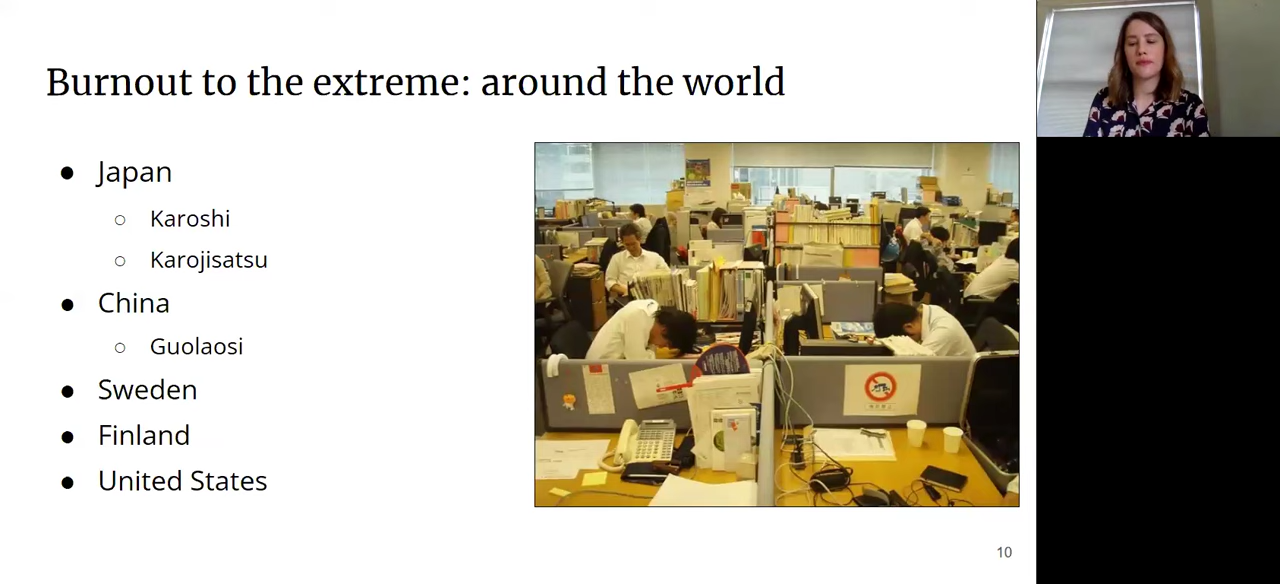 Burnout to the extreme: around the world
● Japan
○ Karoshi
○ Karojisatsu
● China
○ Guolaosi
● Sweden
● Finland
● United States
10